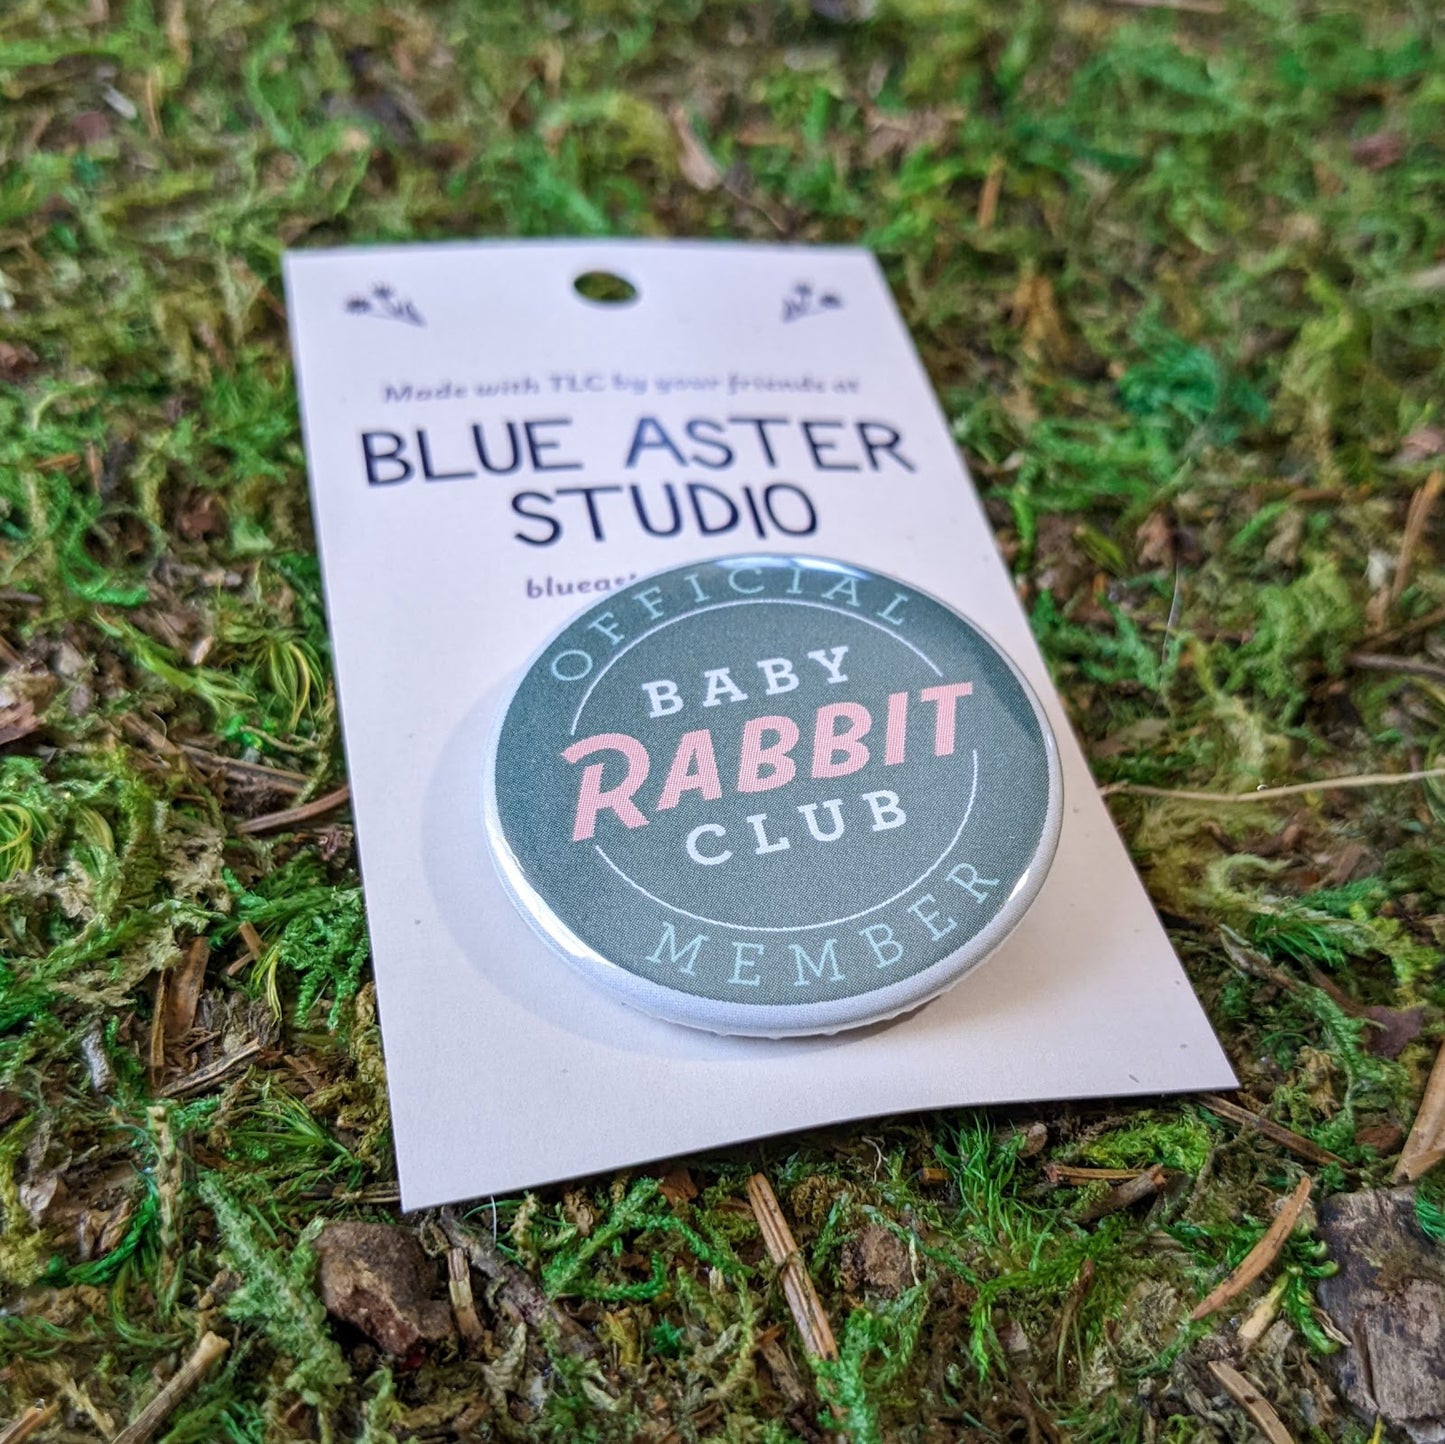 Made with TLC by your friends at
BLUE ASTER
STUDIO
OFFICIAL
BABY
RABBIT
CLUB
MEMBER